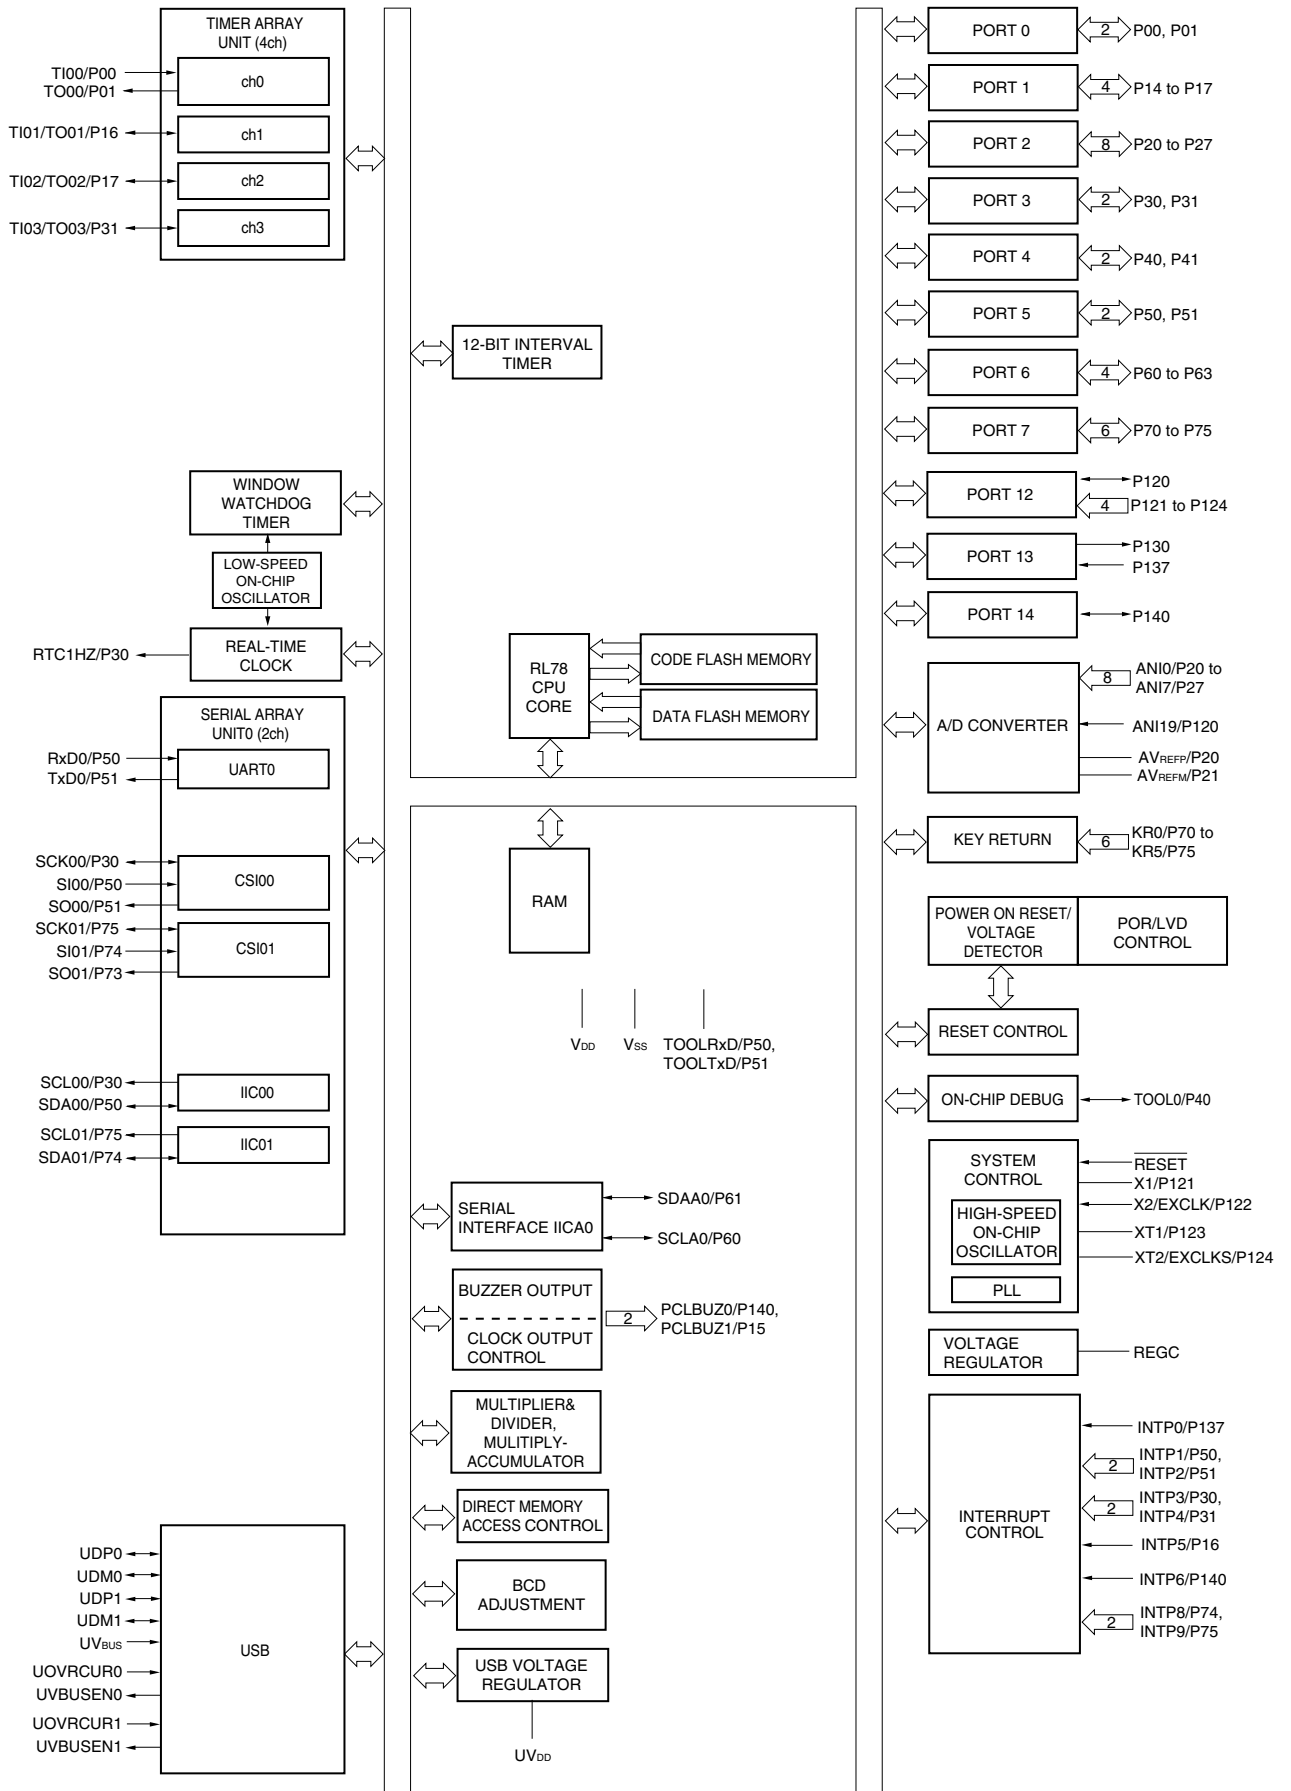 TIMER ARRAY
UNIT (4ch)
TI00/P00
TO00/P01
ch0
TI01/TO01/P16
ch1
TI02/TO02/P17
ch2
TI03/TO03/P31
ch3
12-BIT INTERVAL
TIMER
WINDOW
WATCHDOG
TIMER
LOW-SPEED
ON-CHIP
OSCILLATOR
RTC1HZ/P30
REAL-TIME
CLOCK
SERIAL ARRAY
UNIT0 (2ch)
RxD0/P50
TxD0/P51
UART0
SCK00/P30
SI00/P50
SO00/P51
CSI00
SCK01/P75
SI01/P74
SO01/P73
CSI01
SCL00/P30
SDA00/P50
IIC00
SCL01/P75
SDA01/P74
IIC01
UDP0
UDM0
UDP1
UDM1
UVBUS
UOVRCUR0
UVBUSEN0
UOVRCUR1
UVBUSEN1
USB
RL78
CPU
CORE
CODE FLASH MEMORY
DATA FLASH MEMORY
RAM
VDD
VSS
TOOLRxD/P50,
TOOLTxD/P51
SERIAL
INTERFACE IICA0
SDAA0/P61
SCLA0/P60
BUZZER OUTPUT
CLOCK OUTPUT
CONTROL
2
PCLBUZ0/P140,
PCLBUZ1/P15
MULTIPLIER&
DIVIDER,
MULITIPLY-
ACCUMULATOR
DIRECT MEMORY
ACCESS CONTROL
BCD
ADJUSTMENT
USB VOLTAGE
REGULATOR
UVDD
PORT 0
2
P00, P01
PORT 1
4
P14 to P17
PORT 2
8
P20 to P27
PORT 3
2
P30, P31
PORT 4
2
P40, P41
PORT 5
2
P50, P51
PORT 6
4
P60 to P63
PORT 7
6
P70 to P75
PORT 12
P120
4
P121 to P124
PORT 13
P130
P137
PORT 14
P140
A/D CONVERTER
8
ANI0/P20 to
ANI7/P27
ANI19/P120
AVREFP/P20
AVREFM/P21
KEY RETURN
6
KR0/P70 to
KR5/P75
POWER ON RESET/
VOLTAGE
DETECTOR
POR/LVD
CONTROL
RESET CONTROL
ON-CHIP DEBUG
TOOL0/P40
SYSTEM
CONTROL
HIGH-SPEED
ON-CHIP
OSCILLATOR
PLL
RESET
X1/P121
X2/EXCLK/P122
XT1/P123
XT2/EXCLKS/P124
VOLTAGE
REGULATOR
REGC
INTERRUPT
CONTROL
INTP0/P137
2
INTP1/P50,
INTP2/P51
2
INTP3/P30,
INTP4/P31
INTP5/P16
INTP6/P140
2
INTP8/P74,
INTP9/P75